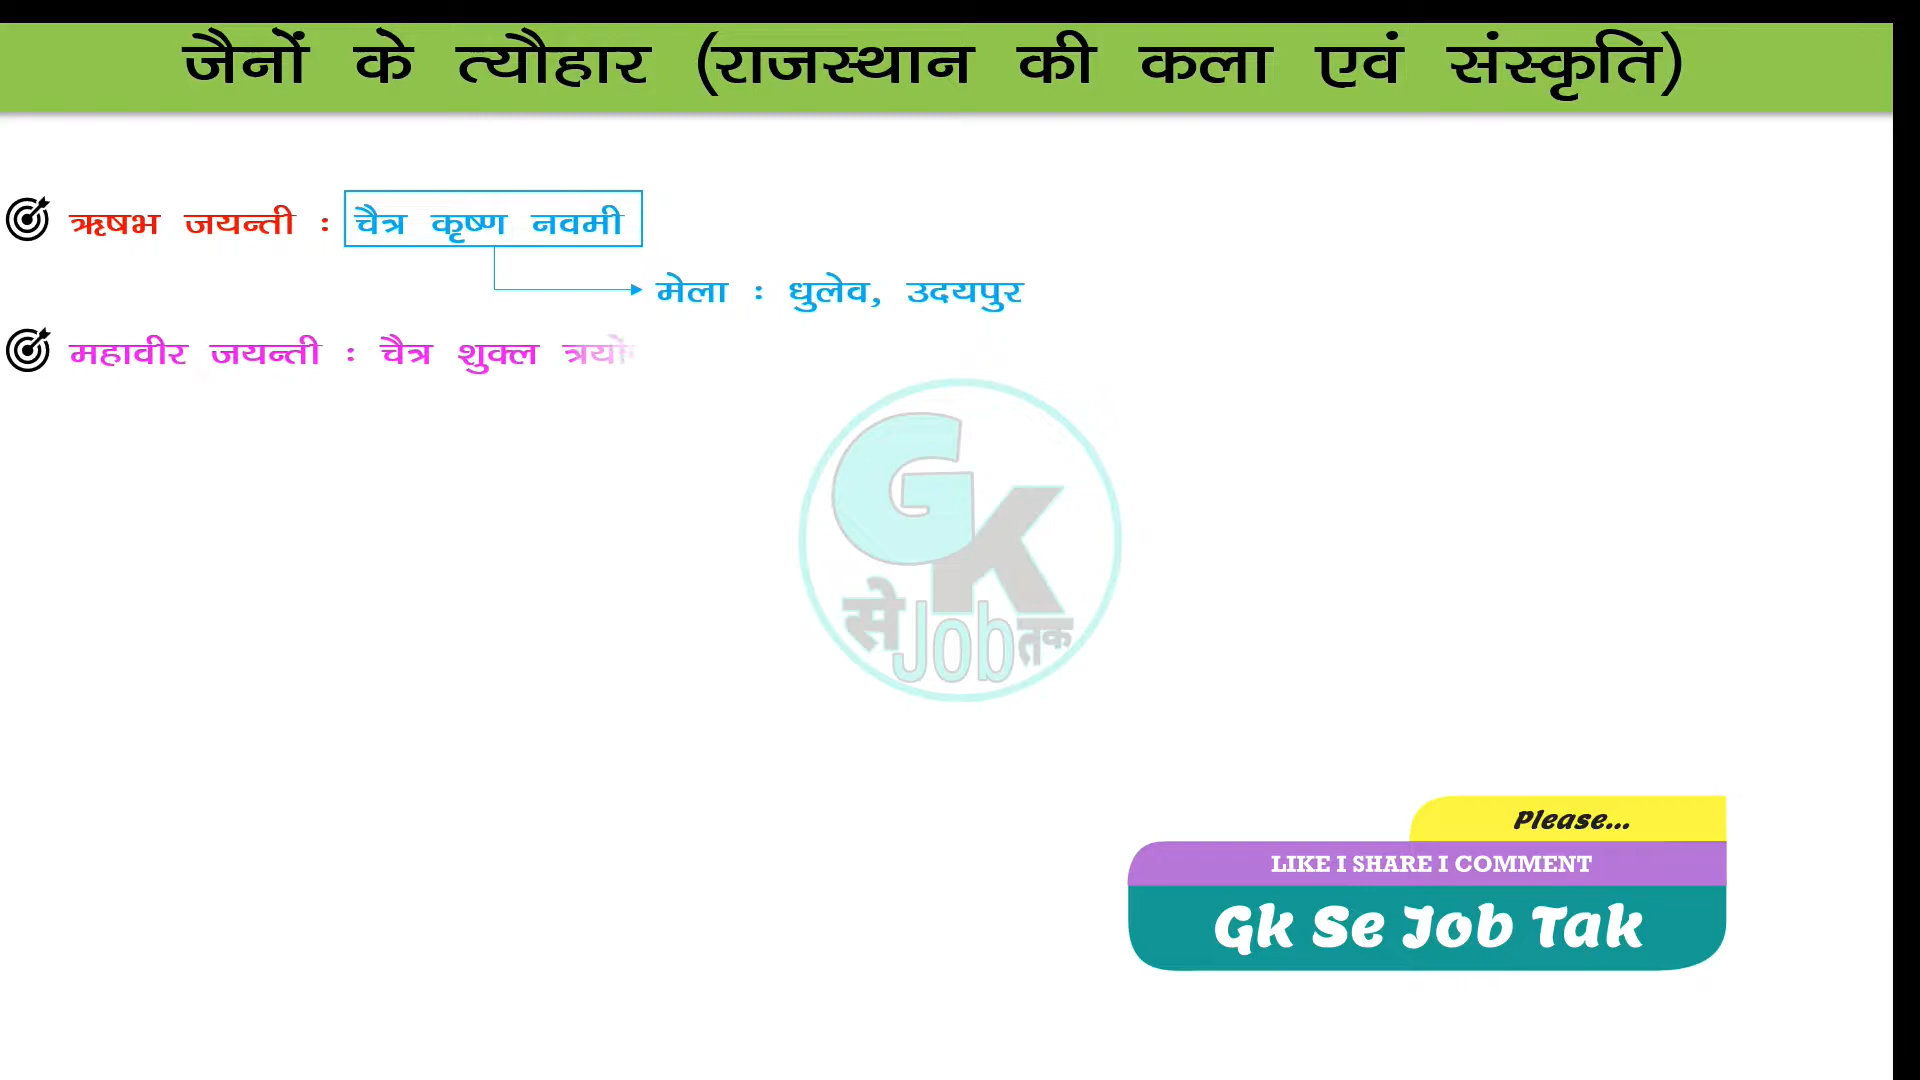 जैनों के त्यौहार (राजस्थान की कला एवं संस्कृति)
ऋषभ जयन्ती : चैत्र कृष्ण नवमी
मेला : धुलेव, उदयपुर
महावीर जयन्ती : चैत्र शुक्ल
GK
से Job तक
Please...
LIKE I SHARE I COMMENT
Gk Se Job Tak